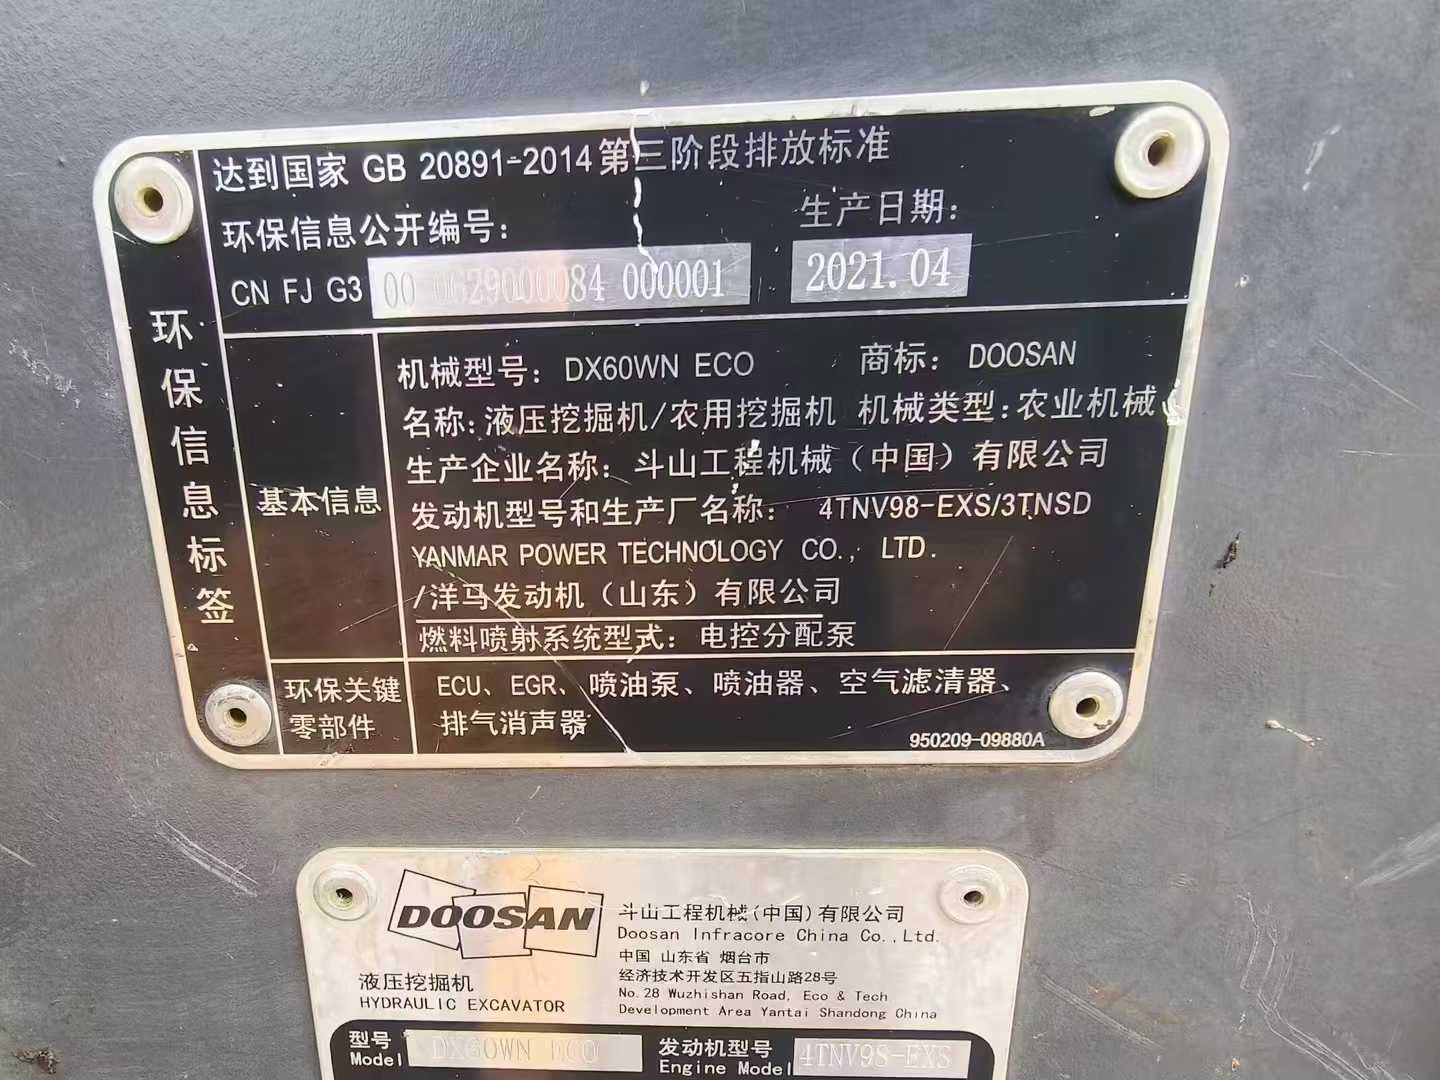 达到国家 GB 20891-2014第三阶段排放标准
环保信息公开编号:
生产日期:
CN FJ G3 000001
2021.04
环保信息标签
基本信息
机械型号: DX60WN ECO 商标: DOOSAN
名称:液压挖掘机/农用挖掘机 机械类型:农业机械
生产企业名称: 斗山工程机械（中国）有限公司
发动机型号和生产厂名称: 4TNV98-EXS/3TNSD
YANMAR POWER TECHNOLOGY CO., LTD.
/洋马发动机（山东）有限公司
燃料喷射系统型式: 电控分配泵
环保关键
零部件
ECU、EGR、喷油泵、喷油器、空气滤清器、
排气消声器
950209-09880A
DOOSAN
斗山工程机械(中国)有限公司
Doosan Infracore China Co.,Ltd.
中国 山东省 烟台市
经济技术开发区五指山路28号
No.28 Wuzhishan Road, Eco & Tech
Development Area Yantai Shandong China
液压挖掘机
HYDRAULIC EXCAVATOR
型号
Model DX60WN ECO
发动机型号
Engine Model 4TNV98-EXS